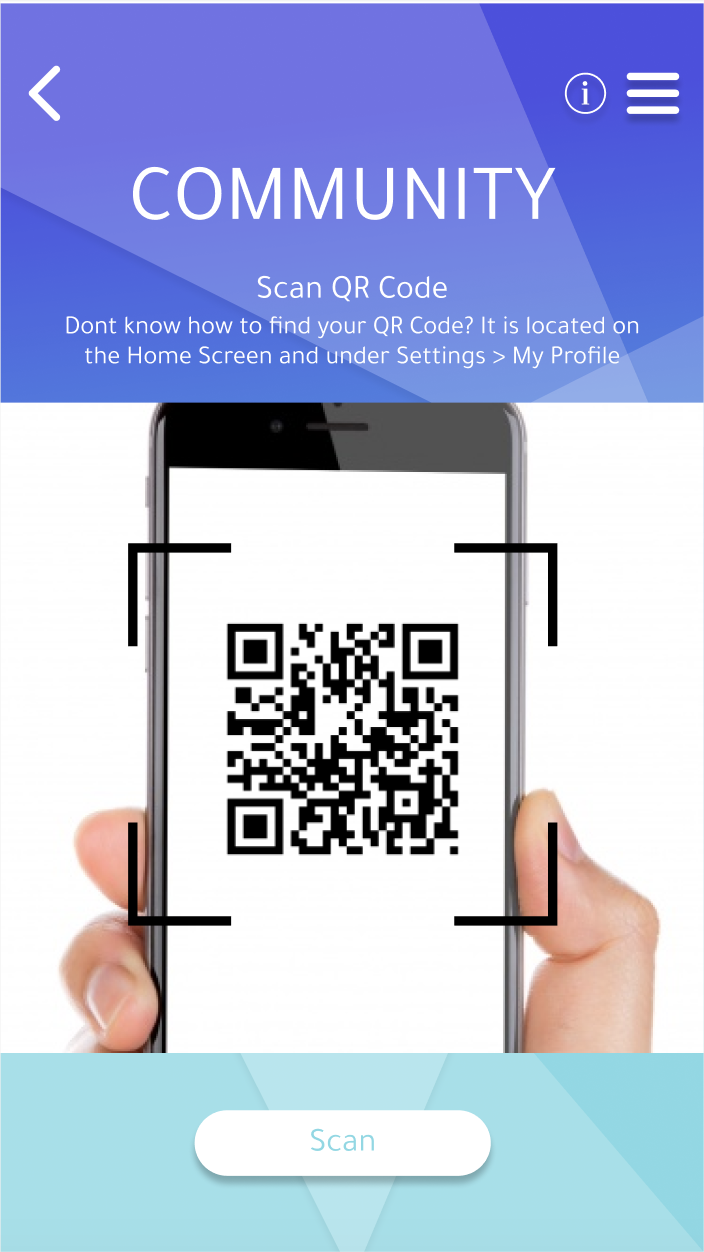 COMMUNITY
Scan QR Code
Dont know how to find your QR Code? It is located on
the Home Screen and under Settings > My Profile
Scan